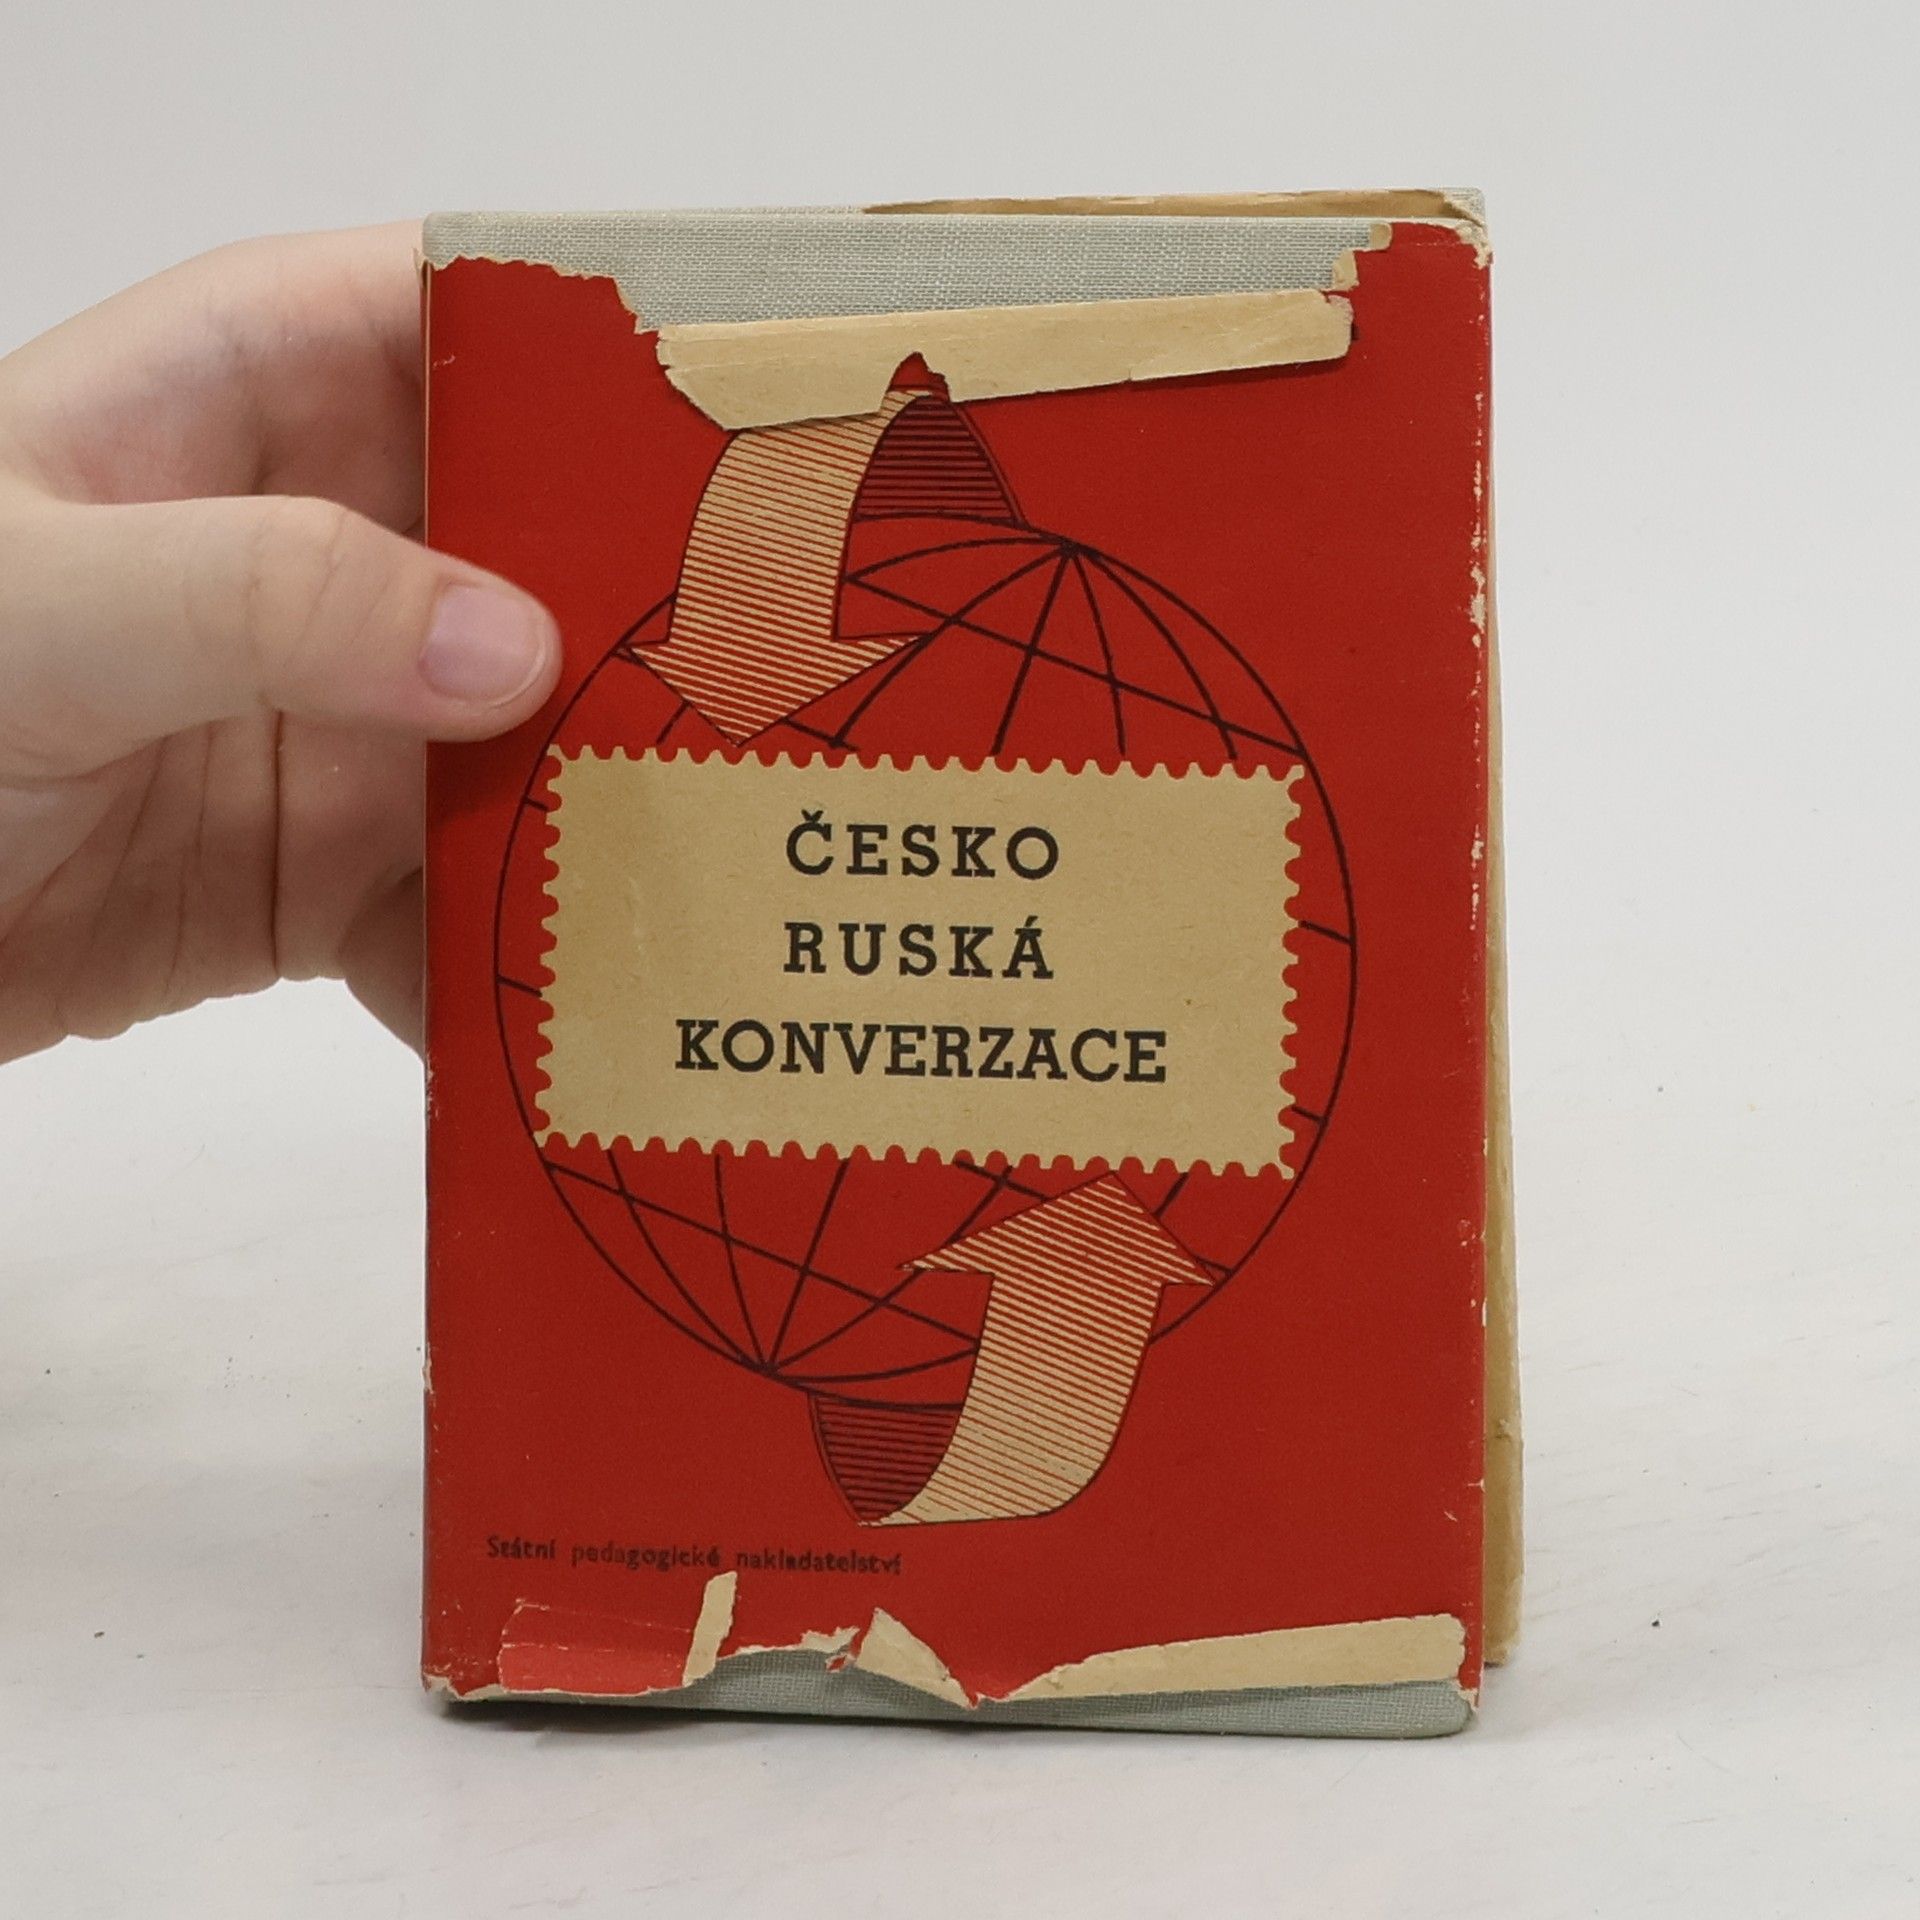 ČESKO
RUSKÁ
KONVERZACE
Státní pedagogické nakladatelství